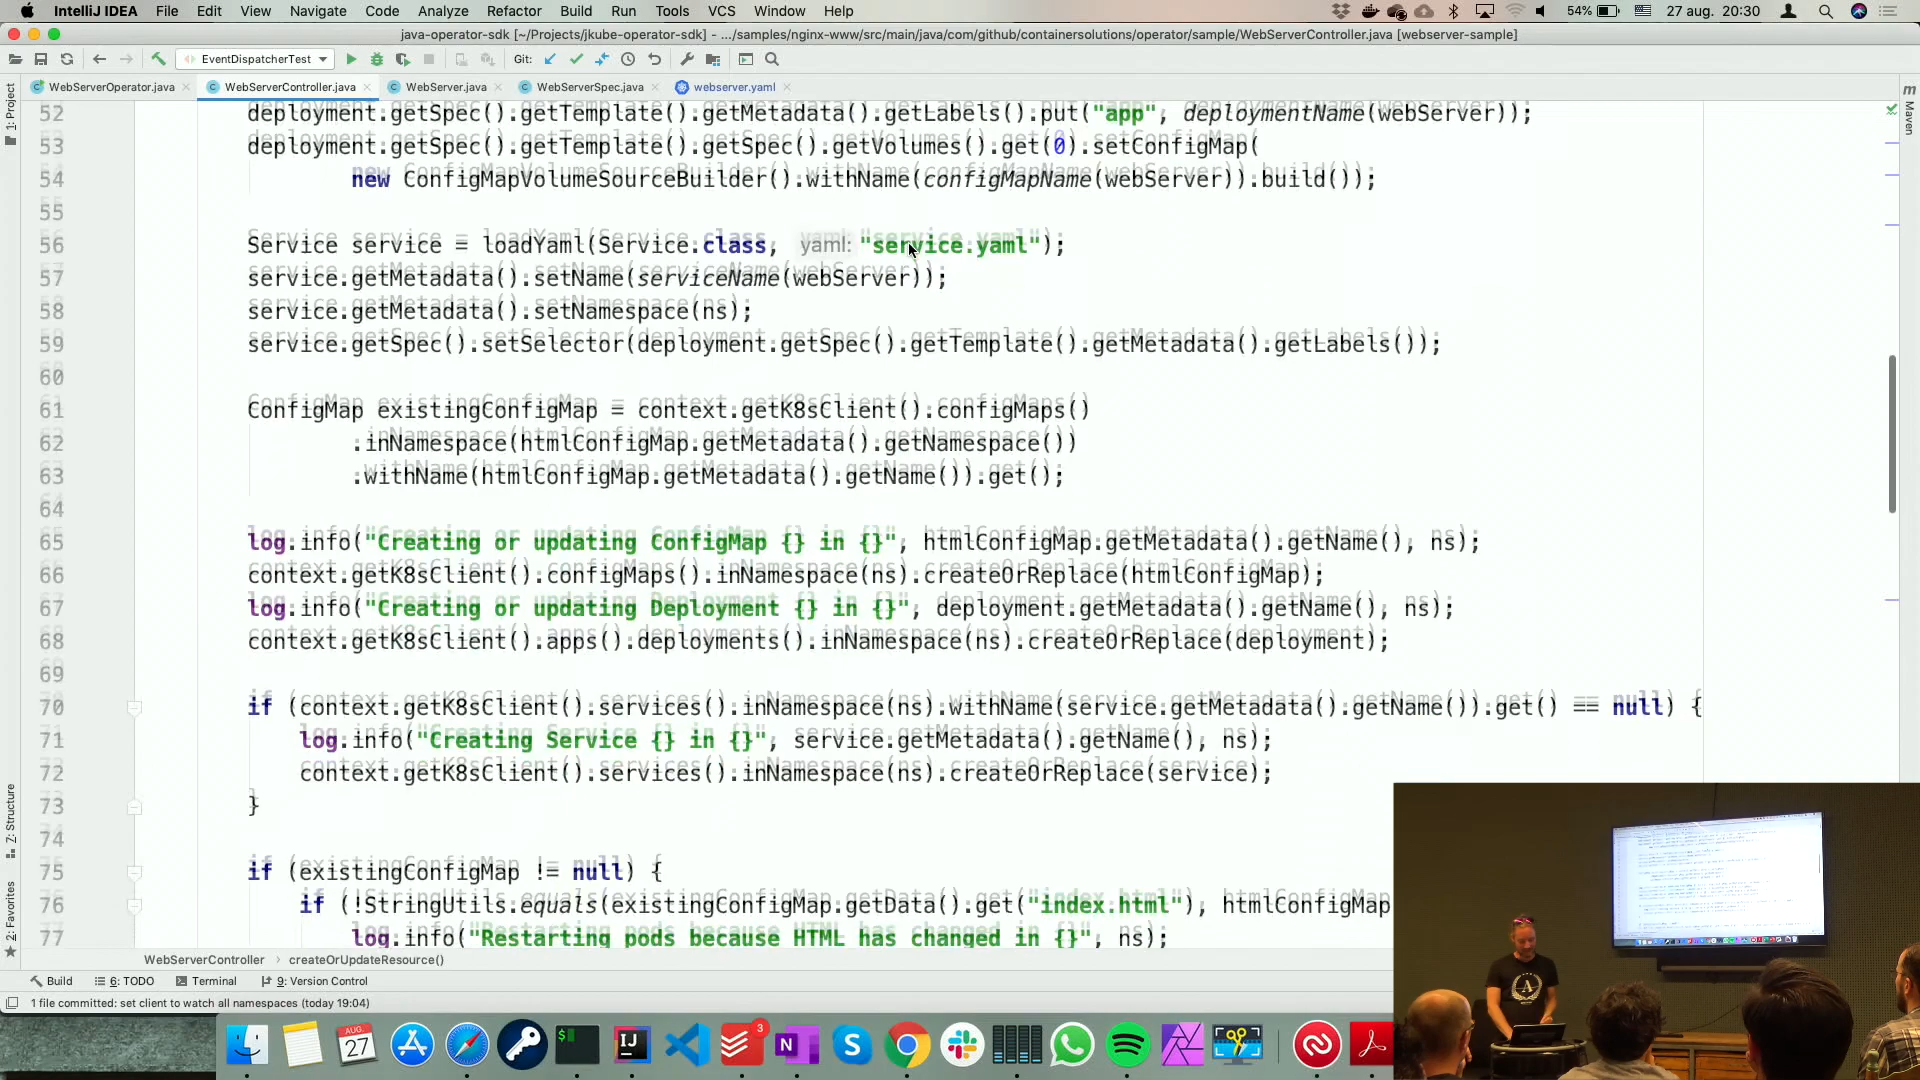 IntelliJ IDEA File Edit View Navigate Code Analyze Refactor Build Run Tools VCS Window Help 54% 27 aug. 20:30
java-operator-sdk [~/Projects/jkube-operator-sdk] - .../samples/nginx-www/src/main/java/com/github/containersolutions/operator/sample/WebServerController.java [webserver-sample]
EventDispatcherTest Git:
WebServerOperator.java WebServerController.java WebServer.java WebServerSpec.java webserver.yaml
1: Project
Maven
52 deployment.getSpec().getTemplate().getMetadata().getLabels().put("app", deploymentName(webServer));
53 deployment.getSpec().getTemplate().getSpec().getVolumes().get(0).setConfigMap(
54 new ConfigMapVolumeSourceBuilder().withName(configMapName(webServer)).build());
55
56 Service service = loadYaml(Service.class, yaml: "service.yaml");
57 service.getMetadata().setName(serviceName(webServer));
58 service.getMetadata().setNamespace(ns);
59 service.getSpec().setSelector(deployment.getSpec().getTemplate().getMetadata().getLabels());
60
61 ConfigMap existingConfigMap = context.getK8sClient().configMaps()
62 .inNamespace(htmlConfigMap.getMetadata().getNamespace())
63 .withName(htmlConfigMap.getMetadata().getName()).get();
64
65 log.info("Creating or updating ConfigMap {} in {}", htmlConfigMap.getMetadata().getName(), ns);
66 context.getK8sClient().configMaps().inNamespace(ns).createOrReplace(htmlConfigMap);
67 log.info("Creating or updating Deployment {} in {}", deployment.getMetadata().getName(), ns);
68 context.getK8sClient().apps().deployments().inNamespace(ns).createOrReplace(deployment);
69
70 if (context.getK8sClient().services().inNamespace(ns).withName(service.getMetadata().getName()).get() == null) {
71 log.info("Creating Service {} in {}", service.getMetadata().getName(), ns);
72 context.getK8sClient().services().inNamespace(ns).createOrReplace(service);
73 }
74
75 if (existingConfigMap != null) {
76 if (!StringUtils.equals(existingConfigMap.getData().get("index.html"), htmlConfigMap
77 log.info("Restarting pods because HTML has changed in {}", ns);
7: Structure
2: Favorites
WebServerController createOrUpdateResource()
Build 6: TODO Terminal 9: Version Control
1 file committed: set client to watch all namespaces (today 19:04)
AUG.
27
$
IJ
3
N
S
A